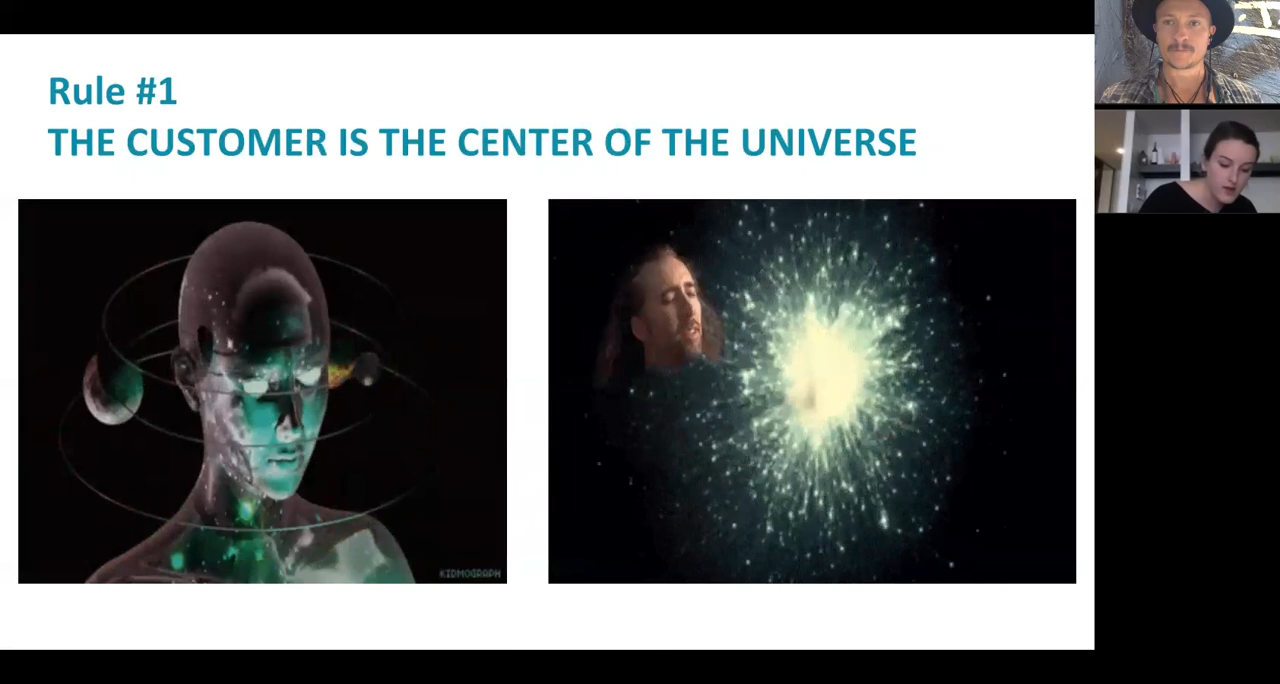 Rule #1
THE CUSTOMER IS THE CENTER OF THE UNIVERSE
KIDMOGRAPH